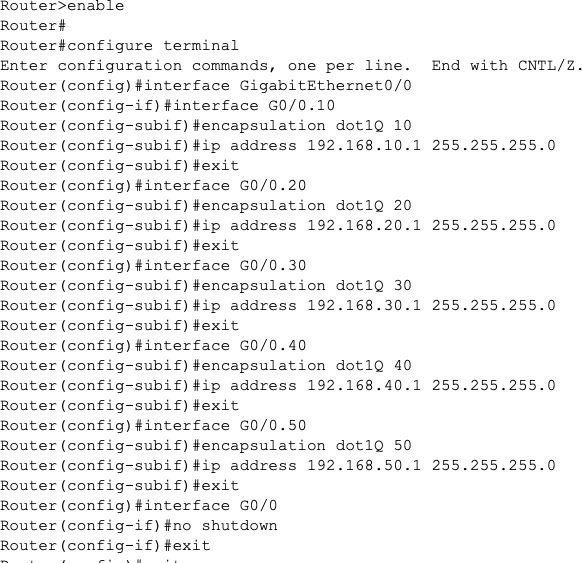 Router>enable
Router#
Router#configure terminal
Enter configuration commands, one per line.  End with CNTL/Z.
Router(config)#interface GigabitEthernet0/0
Router(config-if)#interface G0/0.10
Router(config-subif)#encapsulation dot1Q 10
Router(config-subif)#ip address 192.168.10.1 255.255.255.0
Router(config-subif)#exit
Router(config)#interface G0/0.20
Router(config-subif)#encapsulation dot1Q 20
Router(config-subif)#ip address 192.168.20.1 255.255.255.0
Router(config-subif)#exit
Router(config)#interface G0/0.30
Router(config-subif)#encapsulation dot1Q 30
Router(config-subif)#ip address 192.168.30.1 255.255.255.0
Router(config-subif)#exit
Router(config)#interface G0/0.40
Router(config-subif)#encapsulation dot1Q 40
Router(config-subif)#ip address 192.168.40.1 255.255.255.0
Router(config-subif)#exit
Router(config)#interface G0/0.50
Router(config-subif)#encapsulation dot1Q 50
Router(config-subif)#ip address 192.168.50.1 255.255.255.0
Router(config-subif)#exit
Router(config)#interface G0/0
Router(config-if)#no shutdown
Router(config-if)#exit